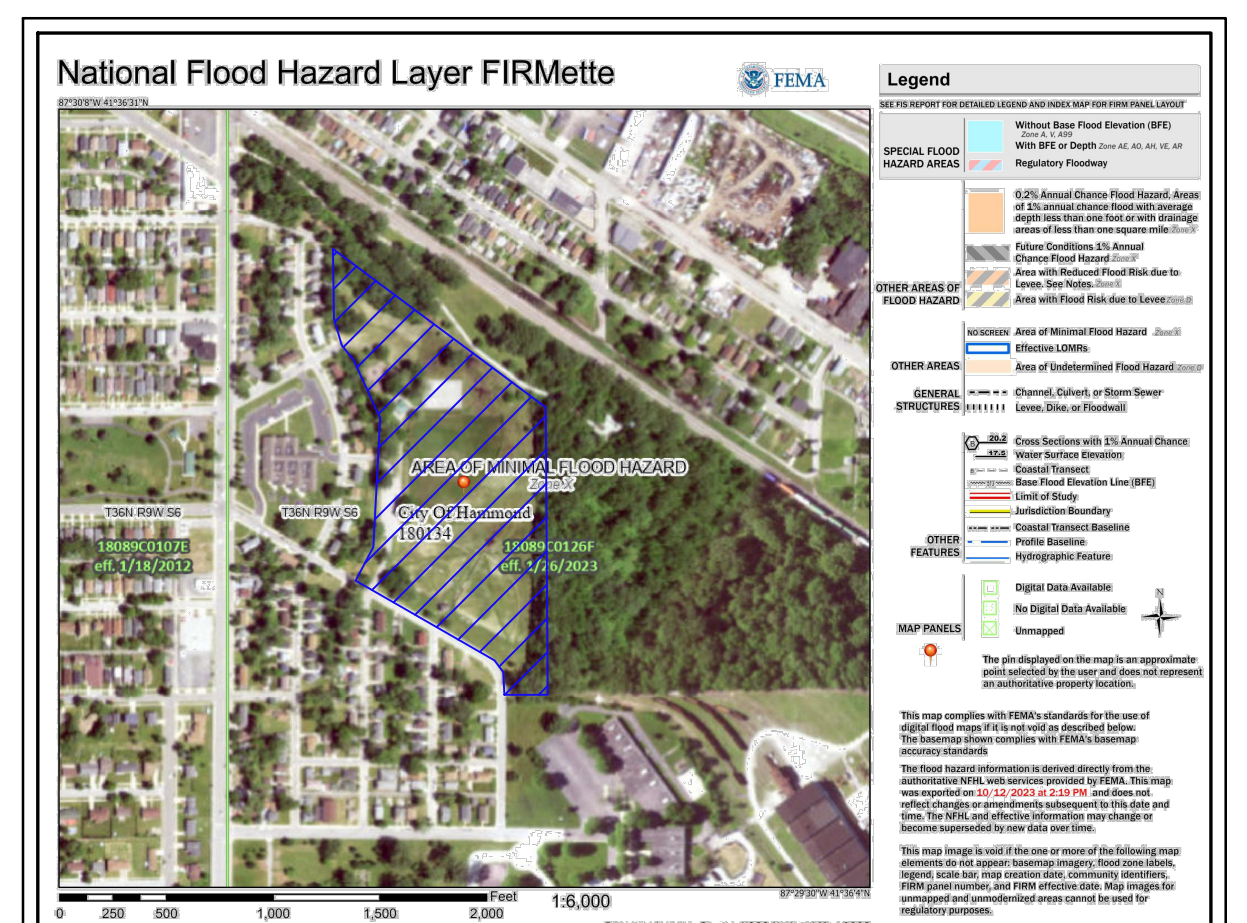 National Flood Hazard Layer FIRMette
FEMA
87°30'8"W 41°36'31"N
AREA OF MINIMAL FLOOD HAZARD
Zone X
City Of Hammond
180134
T36N R9W S6
T36N R9W S6
18089C0107E
eff. 1/18/2012
18089C0126F
eff. 1/26/2023
87°29'30"W 41°36'4"N
Feet
1:6,000
0 250 500 1,000 1,500 2,000
Legend
SEE FIS REPORT FOR DETAILED LEGEND AND INDEX MAP FOR FIRM PANEL LAYOUT
SPECIAL FLOOD
HAZARD AREAS
Without Base Flood Elevation (BFE)
Zone A, V, A99
With BFE or Depth Zone AE, AO, AH, VE, AR
Regulatory Floodway
OTHER AREAS OF
FLOOD HAZARD
0.2% Annual Chance Flood Hazard, Areas
of 1% annual chance flood with average
depth less than one foot or with drainage
areas of less than one square mile Zone X
Future Conditions 1% Annual
Chance Flood Hazard Zone X
Area with Reduced Flood Risk due to
Levee. See Notes. Zone X
Area with Flood Risk due to Levee Zone D
OTHER AREAS
NO SCREEN Area of Minimal Flood Hazard Zone X
Effective LOMRs
Area of Undetermined Flood Hazard Zone D
GENERAL
STRUCTURES
Channel, Culvert, or Storm Sewer
Levee, Dike, or Floodwall
OTHER
FEATURES
B 20.2 Cross Sections with 1% Annual Chance
17.5 Water Surface Elevation
Coastal Transect
Base Flood Elevation Line (BFE)
Limit of Study
Jurisdiction Boundary
Coastal Transect Baseline
Profile Baseline
Hydrographic Feature
MAP PANELS
Digital Data Available
No Digital Data Available
Unmapped
N
The pin displayed on the map is an approximate
point selected by the user and does not represent
an authoritative property location.
This map complies with FEMA's standards for the use of
digital flood maps if it is not void as described below.
The basemap shown complies with FEMA's basemap
accuracy standards
The flood hazard information is derived directly from the
authoritative NFHL web services provided by FEMA. This map
was exported on 10/12/2023 at 2:19 PM and does not
reflect changes or amendments subsequent to this date and
time. The NFHL and effective information may change or
become superseded by new data over time.
This map image is void if the one or more of the following map
elements do not appear: basemap imagery, flood zone labels,
legend, scale bar, map creation date, community identifiers,
FIRM panel number, and FIRM effective date. Map images for
unmapped and unmodernized areas cannot be used for
regulatory purposes.